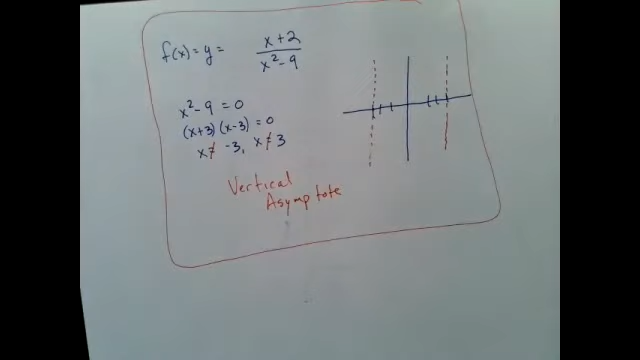 f(x) = y = x+2 / x²-9
x² - 9 = 0
(x+3)(x-3) = 0
x ≠ -3, x ≠ 3
Vertical
Asymptote